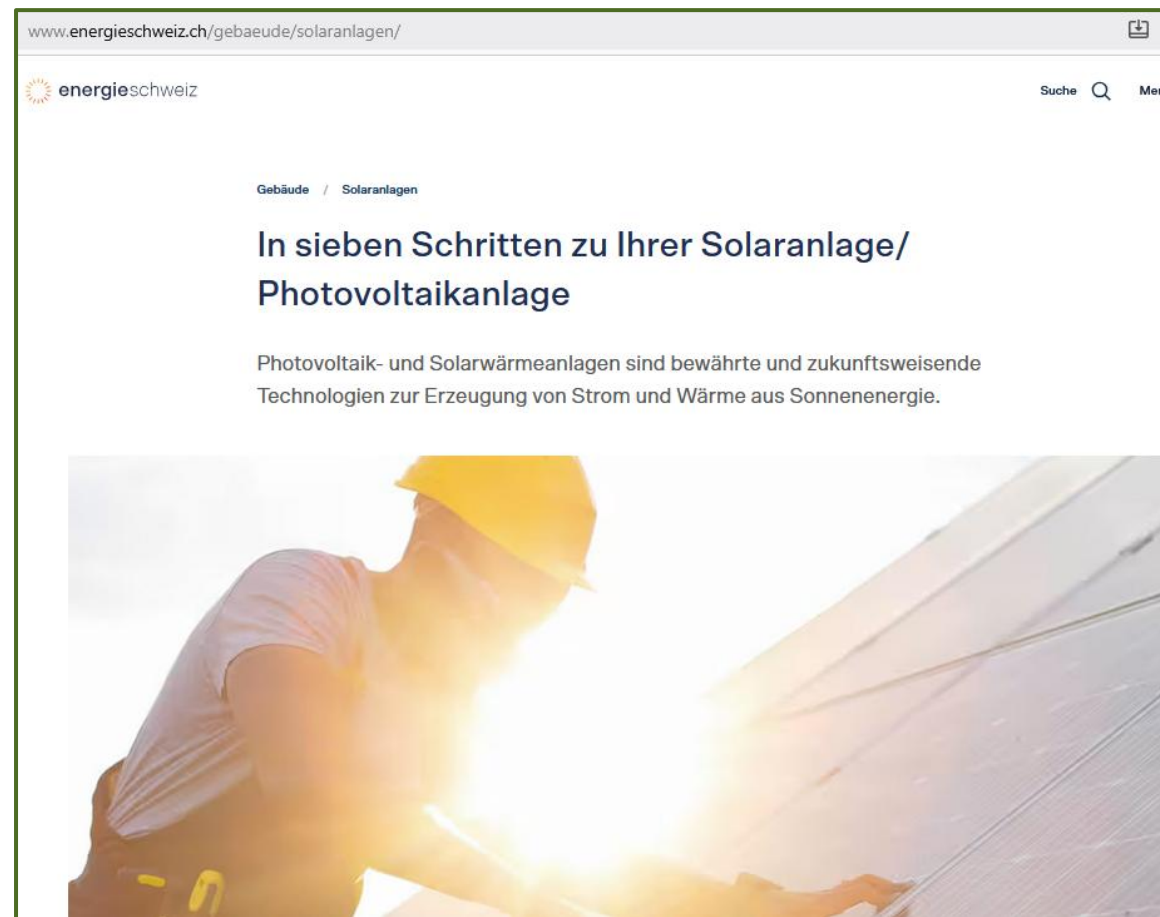 www.energieschweiz.ch/gebaeude/solaranlagen/
energieschweiz
Suche
Gebäude / Solaranlagen
In sieben Schritten zu Ihrer Solaranlage/
Photovoltaikanlage
Photovoltaik- und Solarwärmeanlagen sind bewährte und zukunftsweisende
Technologien zur Erzeugung von Strom und Wärme aus Sonnenenergie.